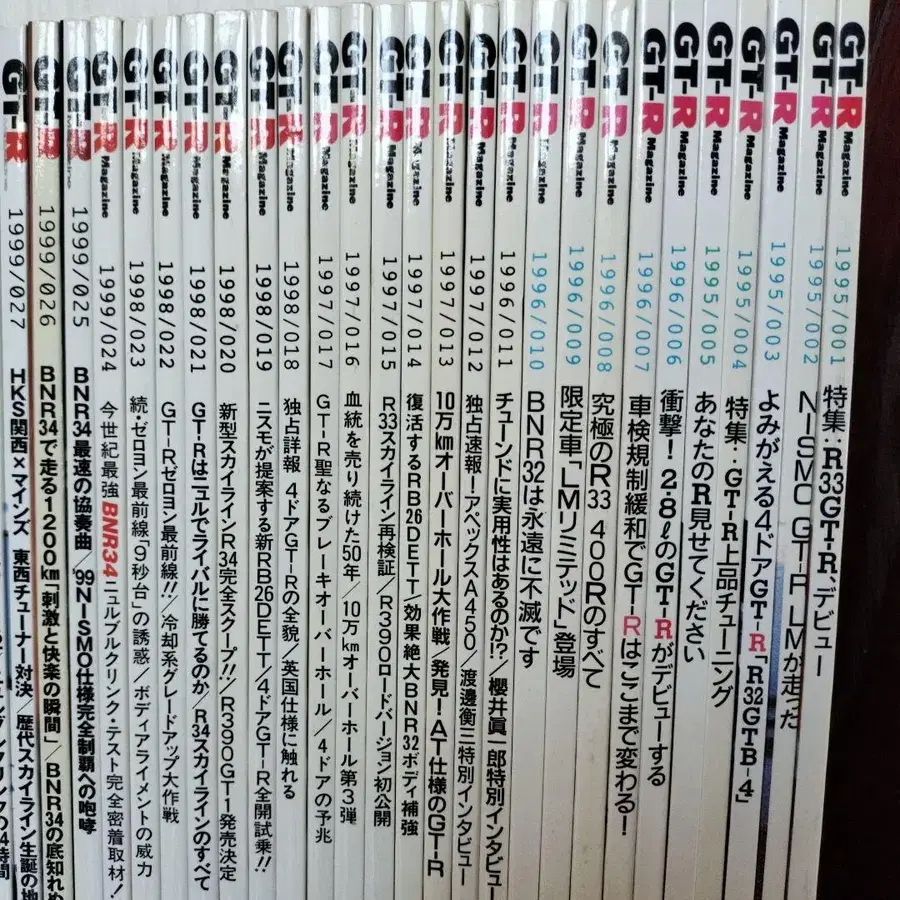 GT-R Magazine 1995/001 特集:R33GT-R、デビュー
GT-R Magazine 1995/002 NISMO GT-R LMが走った
GT-R Magazine 1995/003 よみがえる4ドアGT-R「R32GTB-4」
GT-R Magazine 1995/004 特集:GT-R上品チューニング
GT-R Magazine 1995/005 あなたのR見せてください
GT-R Magazine 1996/006 衝撃!2.8ℓのGT-Rがデビューする
GT-R Magazine 1996/007 車検規制緩和でGT-Rはここまで変わる!
GT-R Magazine 1996/008 究極のR33 400Rのすべて
GT-R Magazine 1996/009 限定車「LMリミテッド」登場
GT-R Magazine 1996/010 BNR32は永遠に不滅です
GT-R Magazine 1996/011 チューンドに実用性はあるのか!?/櫻井眞一郎特別インタビュー
GT-R Magazine 1997/012 独占速報!アペックスA450/渡邉衡三特別インタビュー
GT-R Magazine 1997/013 10万kmオーバーホール大作戦/発見!AT仕様のGT-R
GT-R Magazine 1997/014 復活するRB26DETT/効果絶大BNR32ボディ補強
GT-R Magazine 1997/015 R33スカイライン再検証/R390ロードバージョン初公開
GT-R Magazine 1997/016 血統を売り続けた50年/10万kmオーバーホール第3弾
GT-R Magazine 1997/017 GT-R聖なるブレーキオーバーホール/4ドアの予兆
GT-R Magazine 1998/018 独占詳報 4ドアGT-Rの全貌/英国仕様に触れる
GT-R Magazine 1998/019 ニスモが提案する新RB26DETT/4ドアGT-R全開試乗!!
GT-R Magazine 1998/020 新型スカイラインR34完全スクープ!!/R390GT1発売決定
GT-R Magazine 1998/021 GT-Rはニュルでライバルに勝てるのか/R34スカイラインのすべて
GT-R Magazine 1998/022 GT-Rゼロヨン最前線!!/冷却系グレードアップ大作戦
GT-R Magazine 1998/023 続・ゼロヨン最前線「9秒台」の誘惑/ボディアライメントの威力
GT-R Magazine 1999/024 今世紀最強BNR34ニュルブルクリンク・テスト完全密着取材!
GT-R 1999/025 BNR34最速の協奏曲/'99NISMO仕様完全制覇への咆哮
GT-R 1999/026 BNR34で走る1200km「刺激と快楽の瞬間」/BNR34の底知れぬ
GT-R 1999/027 HKS関西×マインズ 東西チューナー対決/歴代スカイライン生誕の地
4時間